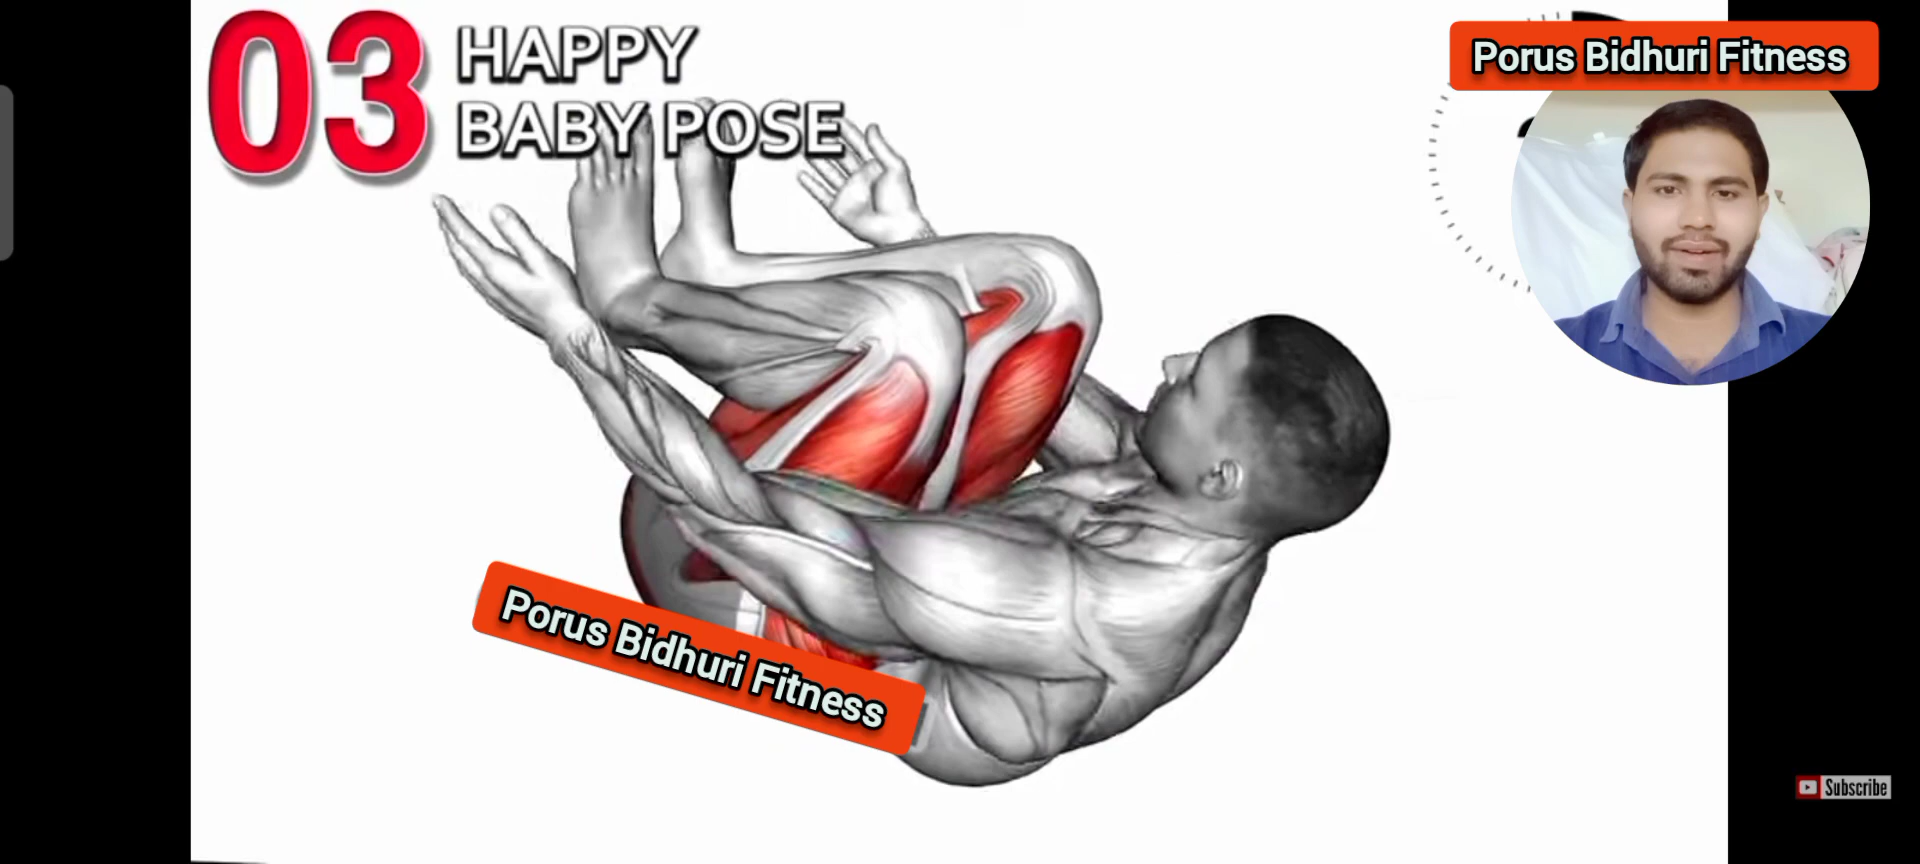 03
HAPPY
BABY POSE
Porus Bidhuri Fitness
Porus Bidhuri Fitness
Subscribe